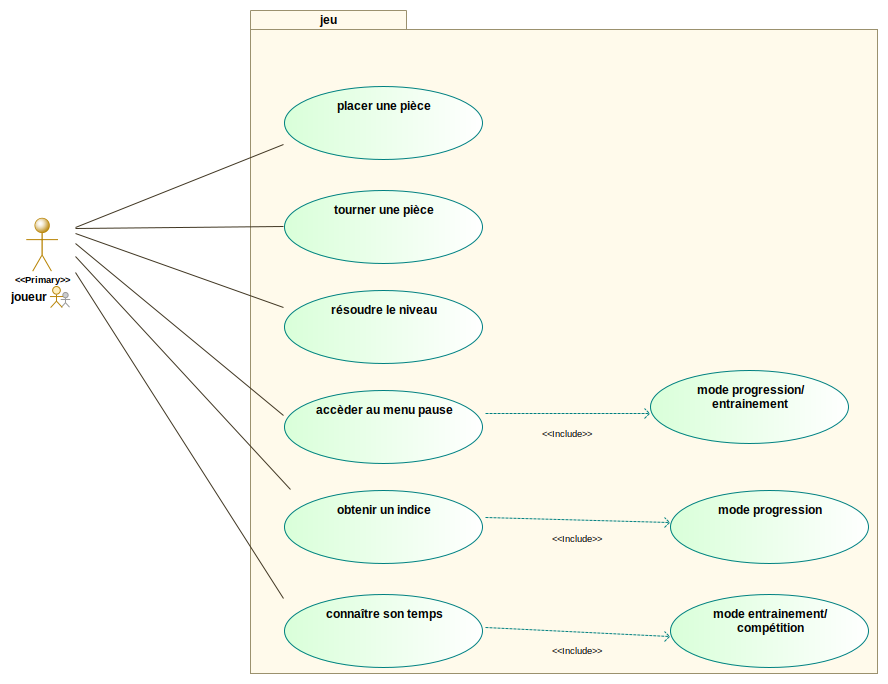 jeu
placer une pièce
tourner une pièce
<<Primary>>
joueur
résoudre le niveau
accèder au menu pause
<<Include>>
mode progression/
entrainement
obtenir un indice
<<Include>>
mode progression
connaître son temps
<<Include>>
mode entrainement/
compétition